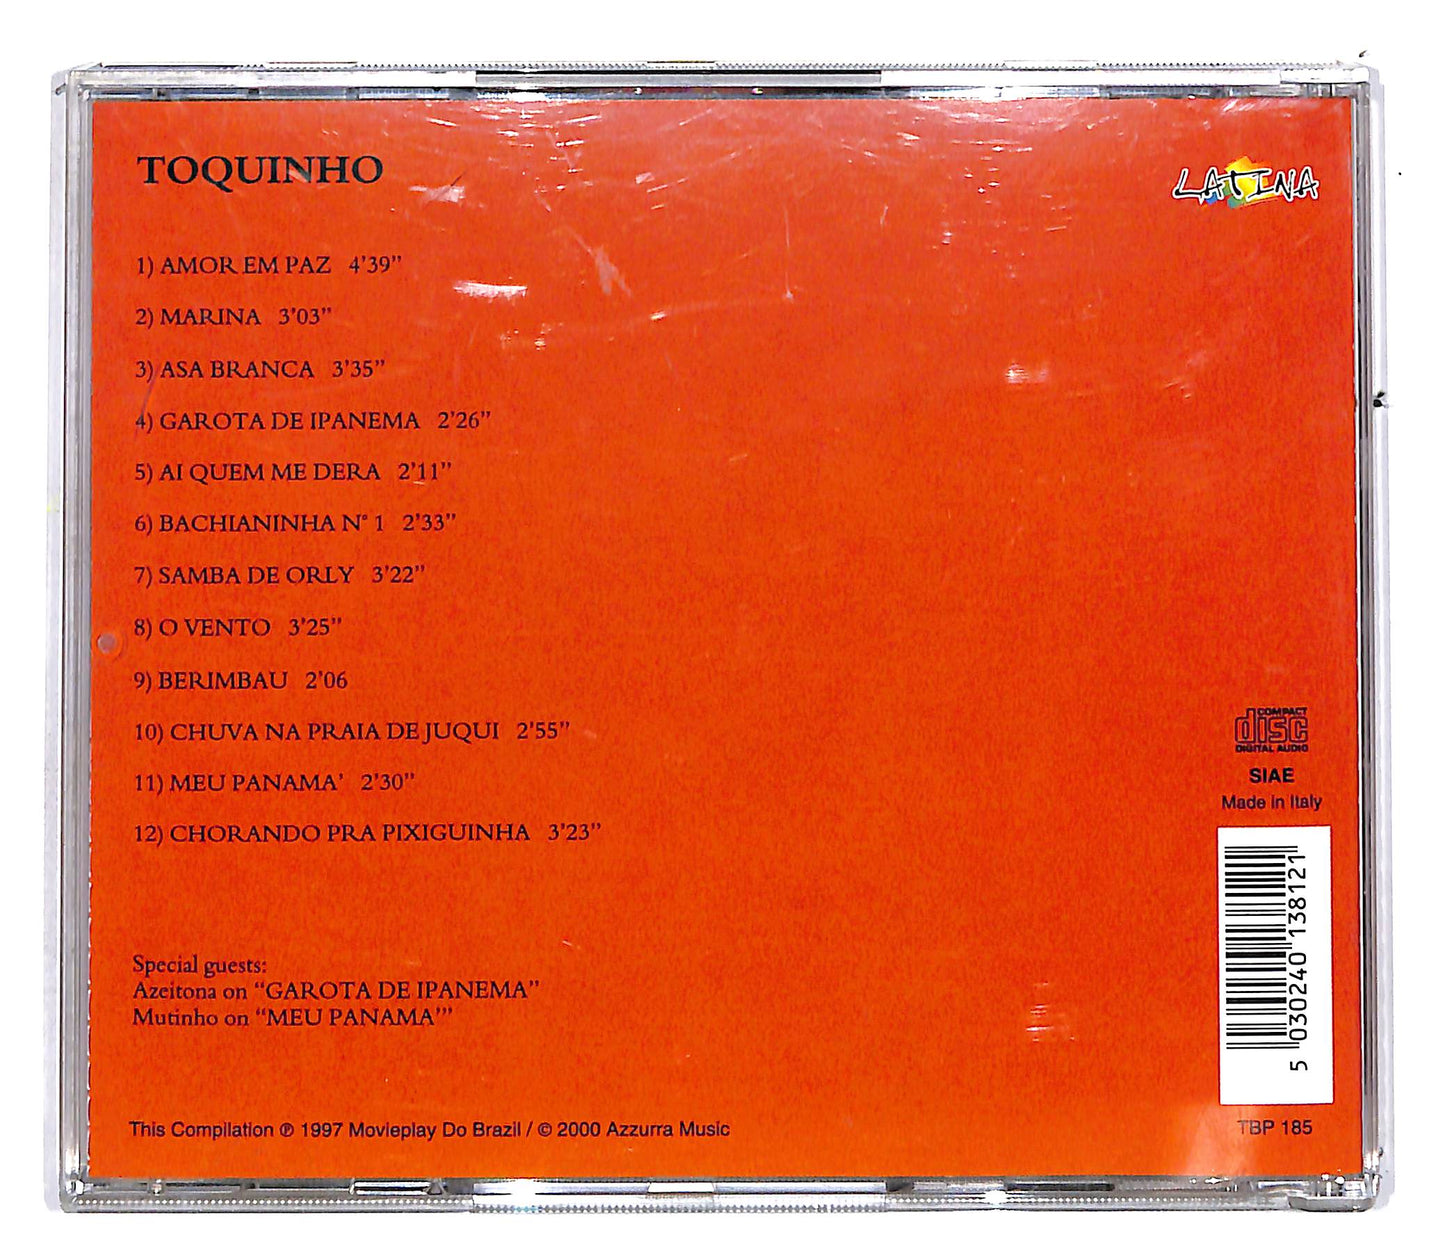 TOQUINHO
LATINA
1) AMOR EM PAZ 4'39"
2) MARINA 3'03"
3) ASA BRANCA 3'35"
4) GAROTA DE IPANEMA 2'26"
5) AI QUEM ME DERA 2'11"
6) BACHIANINHA N° 1 2'33"
7) SAMBA DE ORLY 3'22"
8) O VENTO 3'25"
9) BERIMBAU 2'06
10) CHUVA NA PRAIA DE JUQUI 2'55"
11) MEU PANAMA' 2'30"
12) CHORANDO PRA PIXIGUINHA 3'23"
COMPACT
disc
DIGITAL AUDIO
SIAE
Made in Italy
5 030240 138121
Special guests:
Azeitona on "GAROTA DE IPANEMA"
Mutinho on "MEU PANAMA'"
This Compilation ℗ 1997 Movieplay Do Brazil / © 2000 Azzurra Music
TBP 185